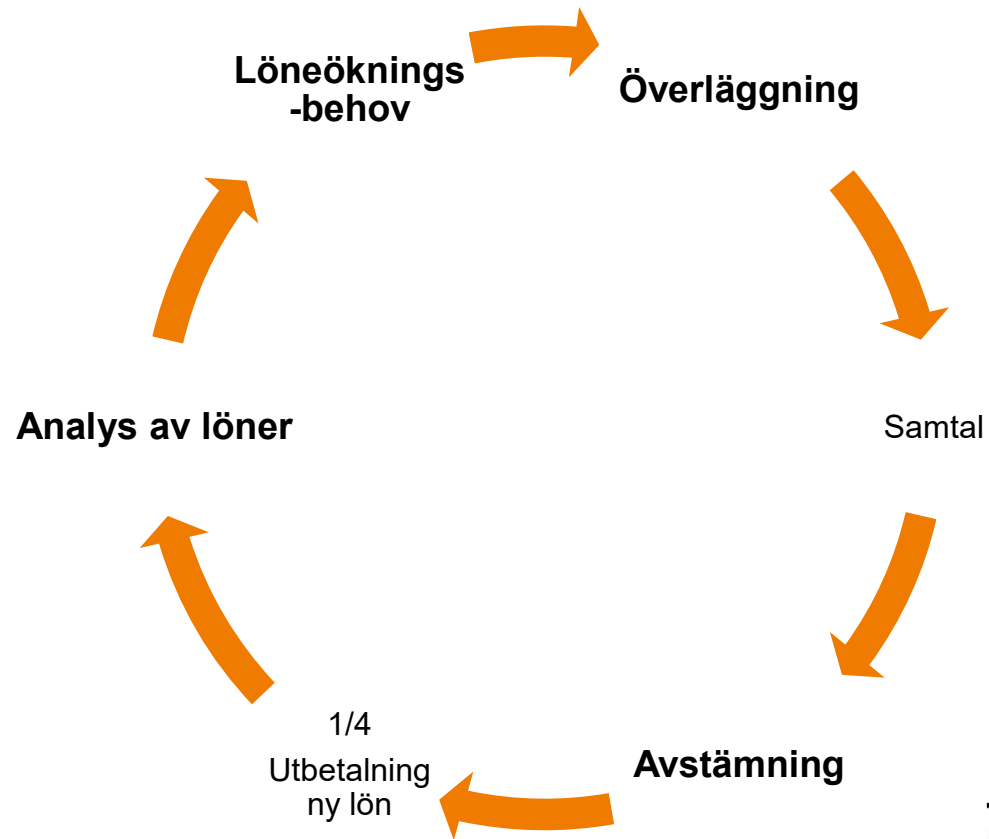 Löneöknings
-behov
Överläggning
Samtal
Avstämning
1/4
Utbetalning
ny lön
Analys av löner